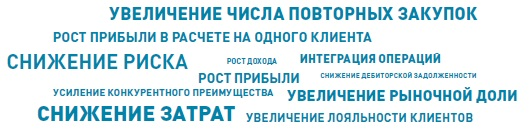 УВЕЛИЧЕНИЕ ЧИСЛА ПОВТОРНЫХ ЗАКУПОК
РОСТ ПРИБЫЛИ В РАСЧЕТЕ НА ОДНОГО КЛИЕНТА
СНИЖЕНИЕ РИСКА
РОСТ ДОХОДА
ИНТЕГРАЦИЯ ОПЕРАЦИЙ
РОСТ ПРИБЫЛИ
СНИЖЕНИЕ ДЕБИТОРСКОЙ ЗАДОЛЖЕННОСТИ
УСИЛЕНИЕ КОНКУРЕНТНОГО ПРЕИМУЩЕСТВА
УВЕЛИЧЕНИЕ РЫНОЧНОЙ ДОЛИ
СНИЖЕНИЕ ЗАТРАТ
УВЕЛИЧЕНИЕ ЛОЯЛЬНОСТИ КЛИЕНТОВ